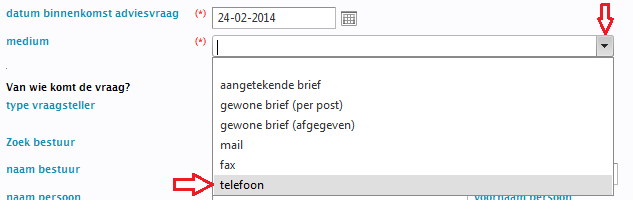 datum binnenkomst adviesvraag (*) 24-02-2014
medium (*)
Van wie komt de vraag?
aangetekende brief
type vraagsteller
gewone brief (per post)
gewone brief (afgegeven)
Zoek bestuur
mail
naam bestuur
fax
telefoon
naam persoon voornaam persoon